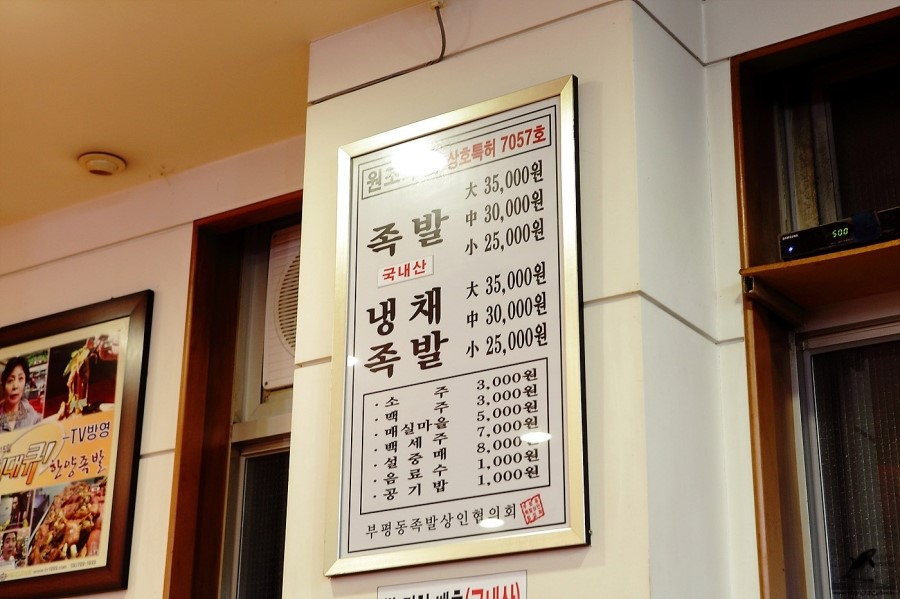 상호특허 7057호
족발
大 35,000원
中 30,000원
小 25,000원
국내산
냉채
족발
大 35,000원
中 30,000원
小 25,000원
· 소 주 3,000원
· 맥 주 3,000원
· 매실마을 5,000원
· 백 세 주 7,000원
· 설 중 매 8,000원
· 음 료 수 1,000원
· 공 기 밥 1,000원
부평동족발상인협의회
(국내산)
TV방영
한양족발
SAMSUNG
500